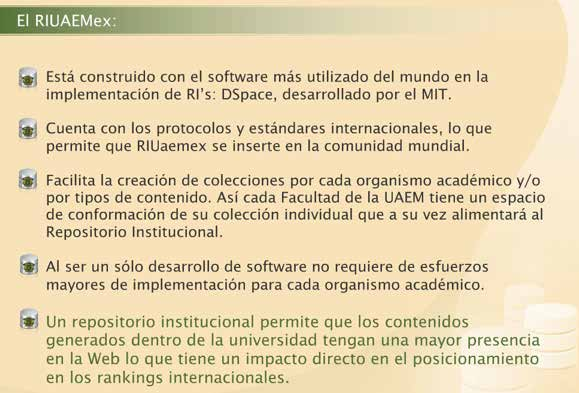 El RIUAEMex:
Está construido con el software más utilizado del mundo en la
implementación de RI's: DSpace, desarrollado por el MIT.
Cuenta con los protocolos y estándares internacionales, lo que
permite que RIUaemex se inserte en la comunidad mundial.
Facilita la creación de colecciones por cada organismo académico y/o
por tipos de contenido. Así cada Facultad de la UAEM tiene un espacio
de conformación de su colección individual que a su vez alimentará al
Repositorio Institucional.
Al ser un sólo desarrollo de software no requiere de esfuerzos
mayores de implementación para cada organismo académico.
Un repositorio institucional permite que los contenidos
generados dentro de la universidad tengan una mayor presencia
en la Web lo que tiene un impacto directo en el posicionamiento
en los rankings internacionales.